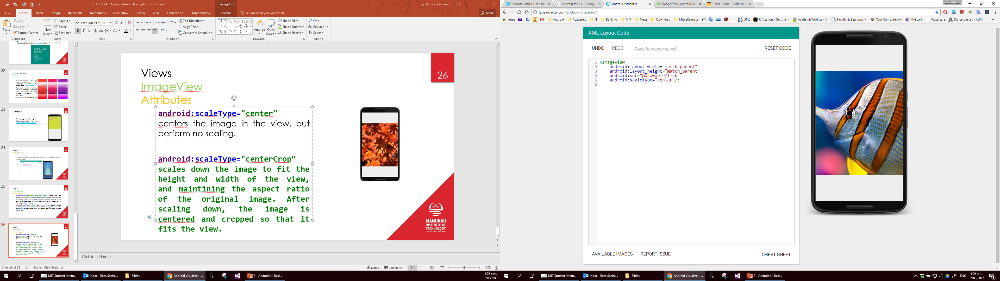 3 - Android UI Design Introduction.pptx - PowerPoint
Drawing Tools
Seyed Reza Shahamiri
File Home Insert Design Transitions Animations Slide Show Review View EndNote X7 Storyboarding Format Tell me what you want to do Share
Paste
Cut
Copy
Format Painter
Clipboard
New Slide
Layout
Reset
Section
Slides
Source Code Pr 24
Font
Text Direction
Align Text
Convert to SmartArt
Paragraph
Arrange
Quick Styles
Shape Fill
Shape Outline
Shape Effects
Drawing
Find
Replace
Select
Editing
Light 112sp
22
Material Design
Color
23
Exercise 1
24
Views
ImageView
25
Views
ImageView
Attributes
26
Views
ImageView
Attributes
26
Views
ImageView
Attributes
android:scaleType="center"
centers the image in the view, but
perform no scaling.
android:scaleType="centerCrop“
scales down the image to fit the
height and width of the view,
and maintining the aspect ratio
of the original image. After
scaling down, the image is
centered and cropped so that it
fits the view.
MANUKAU
INSTITUTE OF
TECHNOLOGY
Click to add notes
Slide 26 of 26 English (New Zealand) Notes Comments 100%
MIT Student Intern... Inbox - Reza.Shaha... Slides Android Visualizer -... 3 - Android UI Desi... 9:52 a.m.
7/03/2017
Android Basics: User Inte Android for All | Google Android Visualizer ImageView | Android De Color - Style - Material d Seyed Reza
labs.udacity.com/android-visualizer/
Apps Android Academic IT Banking MIT News Download Miscellaneous UML Riffstation - Get the c AcademicWork.ca - C Faculty & Sessional P Your Computeroxy MySpark Watercare Dance classes - AUCK
XML Layout Code
UNDO REDO Code has been saved RESET CODE
1 <ImageView
2 android:layout_width="match_parent"
3 android:layout_height="match_parent"
4 android:src="@drawable/fish"
5 android:scaleType="center"/>
6
AVAILABLE IMAGES REPORT ISSUE CHEAT SHEET
MIT Student Intern... Inbox - Reza.Shaha... Slides Android Visualizer -... 3 - Android UI Desi... ENG 9:52 a.m.
7/03/2017